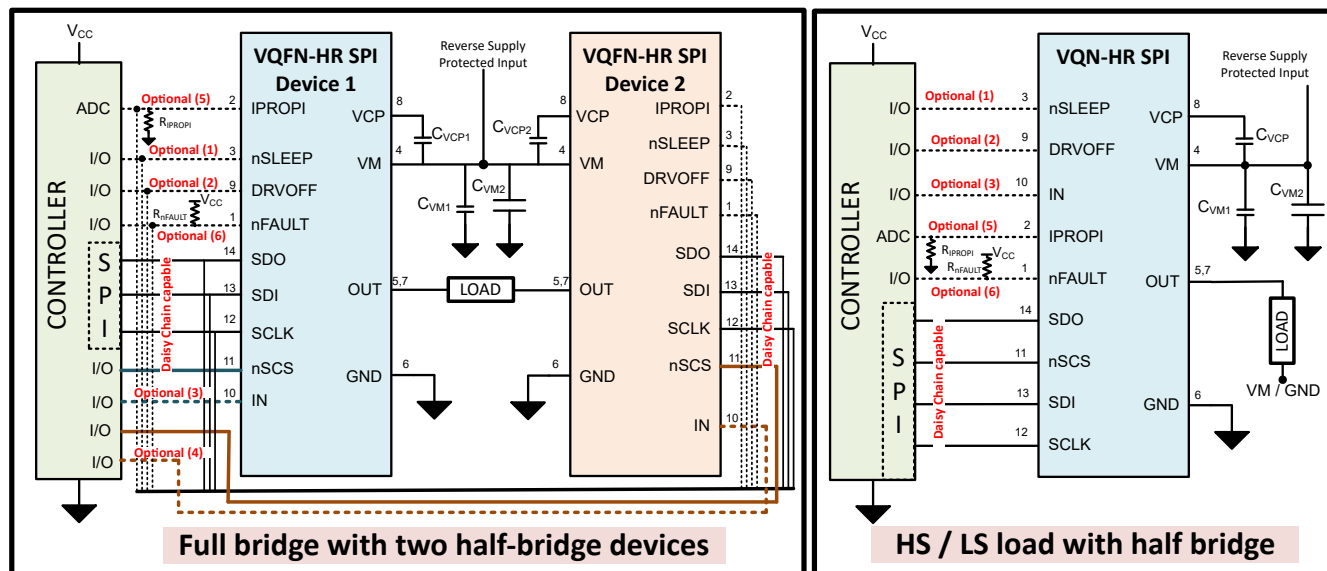 VCC
CONTROLLER
ADC
I/O
I/O
I/O
S
P
I
I/O
I/O
I/O
I/O
Optional (5)
RIPROPI
Optional (1)
Optional (2)
VCC
RnFAULT
Optional (6)
Daisy Chain capable
Optional (3)
Optional (4)
VQFN-HR SPI
Device 1
2 IPROPI
3 nSLEEP
9 DRVOFF
1 nFAULT
14 SDO
13 SDI
12 SCLK
11 nSCS
10 IN
VCP 8
VM 4
OUT 5,7
GND 6
CVCP1
Reverse Supply
Protected Input
CVCP2
CVM1
CVM2
LOAD
VQFN-HR SPI
Device 2
8 VCP
4 VM
5,7 OUT
6 GND
IPROPI 2
nSLEEP 3
DRVOFF 9
nFAULT 1
SDO 14
SDI 13
SCLK 12
nSCS 11
IN 10
Daisy Chain capable
Full bridge with two half-bridge devices
VCC
CONTROLLER
I/O
I/O
I/O
ADC
I/O
S
P
I
Optional (1)
Optional (2)
Optional (3)
Optional (5)
RIPROPI
VCC
RnFAULT
Optional (6)
Daisy Chain capable
VQN-HR SPI
3 nSLEEP
9 DRVOFF
10 IN
2 IPROPI
1 nFAULT
14 SDO
11 nSCS
13 SDI
12 SCLK
VCP 8
VM 4
OUT 5,7
GND 6
Reverse Supply
Protected Input
CVCP
CVM1
CVM2
LOAD
VM / GND
HS / LS load with half bridge